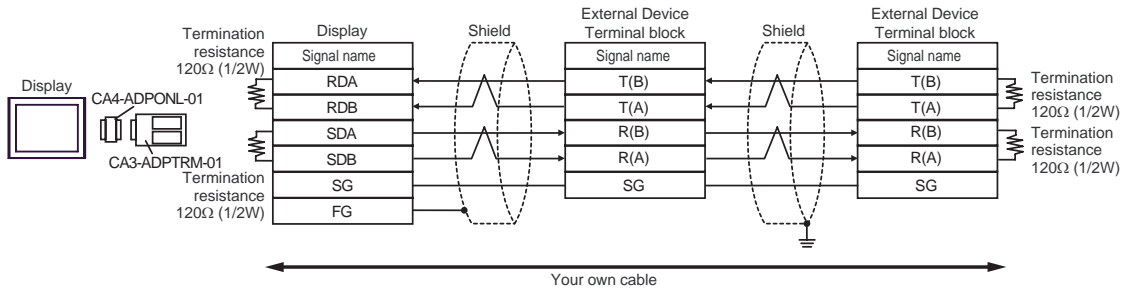 Display
CA4-ADPONL-01
CA3-ADPTRM-01
Termination
resistance
120Ω (1/2W)
Termination
resistance
120Ω (1/2W)
Display
Signal name
RDA
RDB
SDA
SDB
SG
FG
Shield
External Device
Terminal block
Signal name
T(B)
T(A)
R(B)
R(A)
SG
Shield
External Device
Terminal block
Signal name
T(B)
T(A)
R(B)
R(A)
SG
Termination
resistance
120Ω (1/2W)
Termination
resistance
120Ω (1/2W)
Your own cable